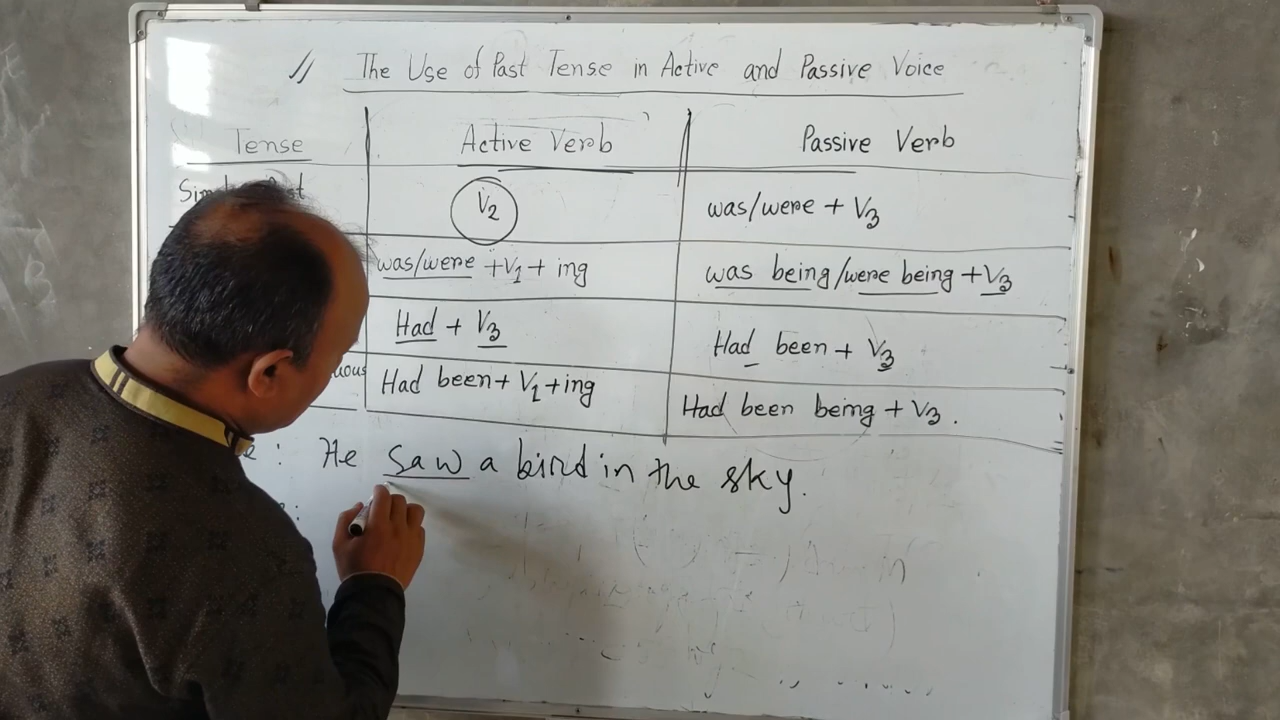 // The Use of Past Tense in Active and Passive Voice
Tense Active Verb Passive Verb
V2 was/were + V3
was/were + V1 + ing was being/were being + V3
Had + V3 Had been + V3
Had been + V1 + ing Had been being + V3.
: He saw a bird in the sky.